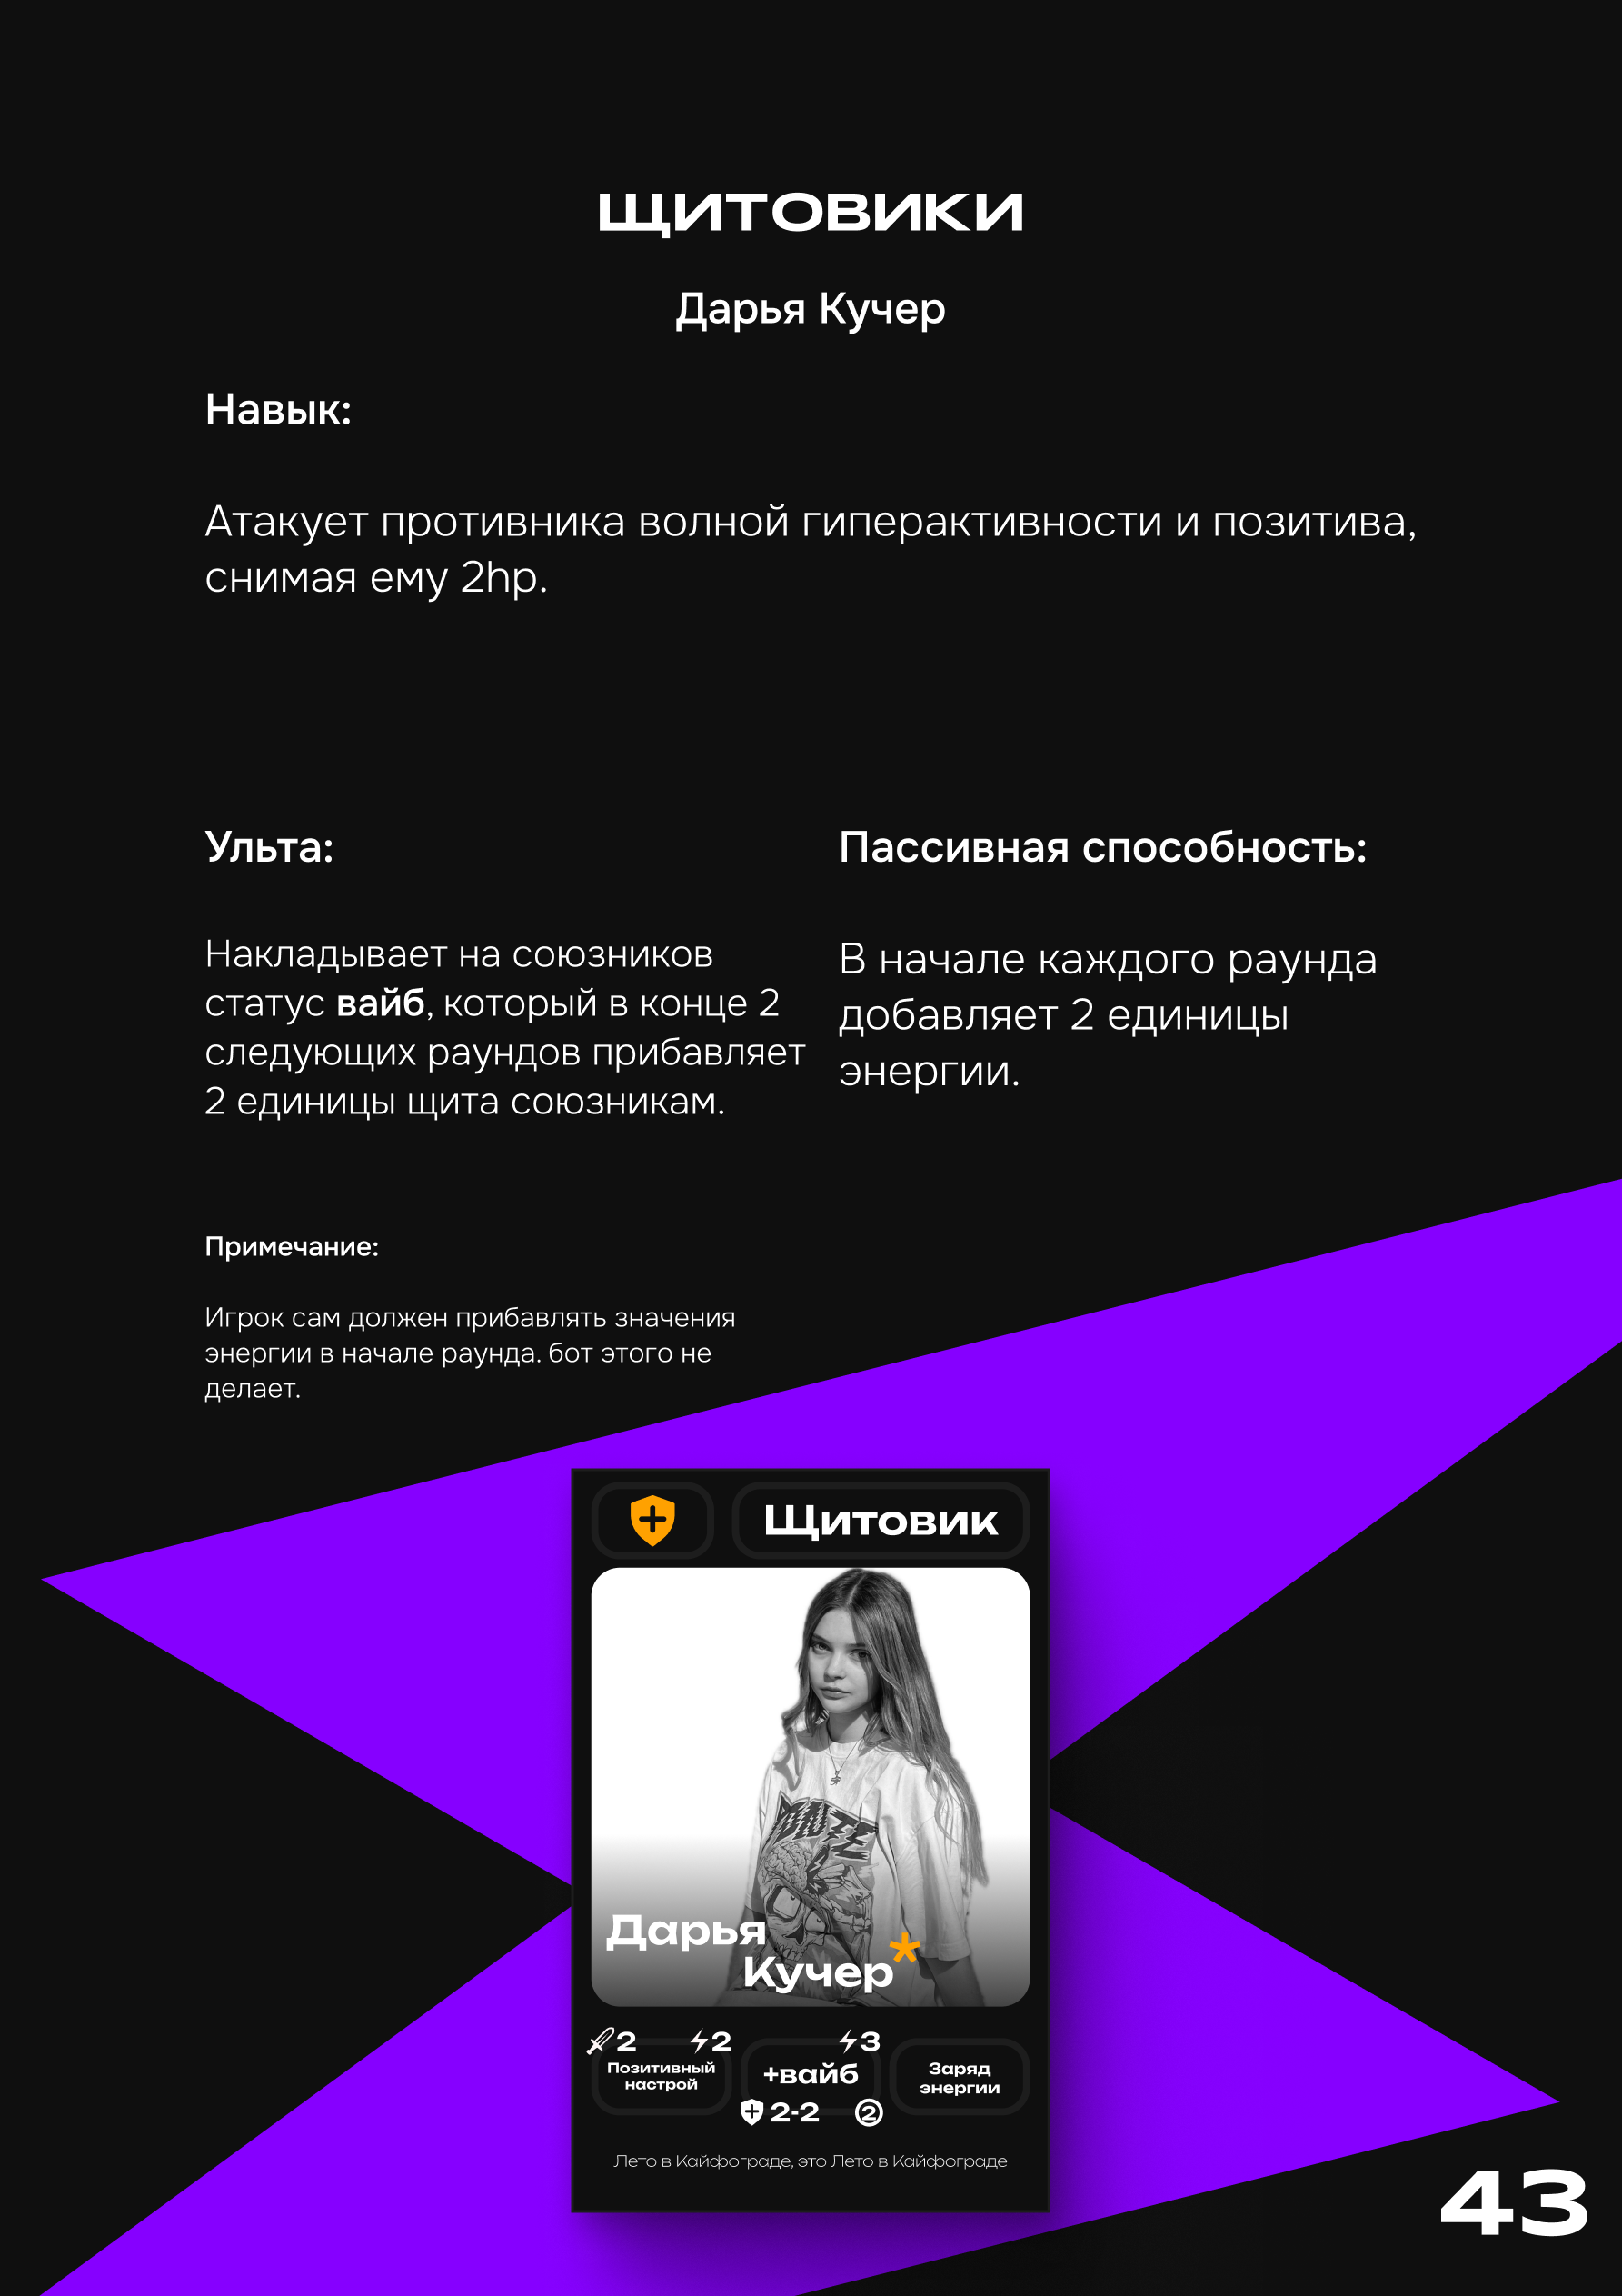 ЩИТОВИКИ
Дарья Кучер
Навык:
Атакует противника волной гиперактивности и позитива,
снимая ему 2hp.
Ульта:
Накладывает на союзников
статус вайб, который в конце 2
следующих раундов прибавляет
2 единицы щита союзникам.
Пассивная способность:
В начале каждого раунда
добавляет 2 единицы
энергии.
Примечание:
Игрок сам должен прибавлять значения
энергии в начале раунда. бот этого не
делает.
Щитовик
Дарья
Кучер*
2 2
Позитивный
настрой
3
+вайб
2-2 2
Заряд
энергии
Лето в Кайфограде, это Лето в Кайфограде
43